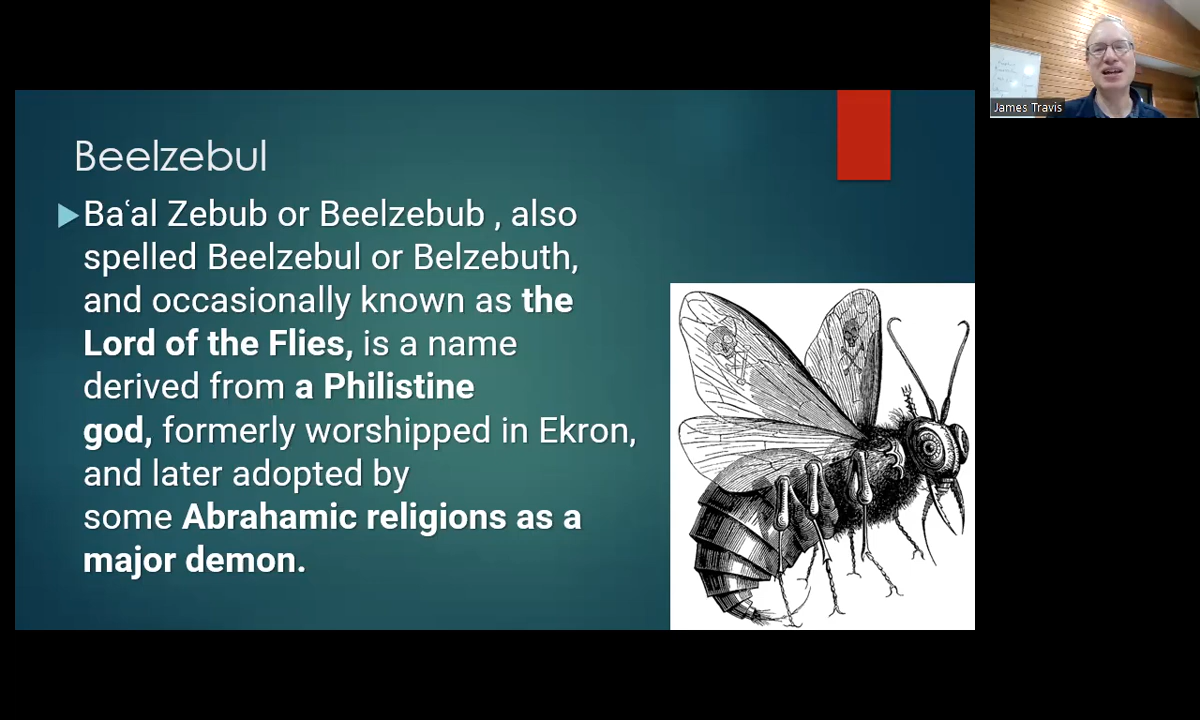 Beelzebul
Baʿal Zebub or Beelzebub , also
spelled Beelzebul or Belzebuth,
and occasionally known as the
Lord of the Flies, is a name
derived from a Philistine
god, formerly worshipped in Ekron,
and later adopted by
some Abrahamic religions as a
major demon.
James Travis